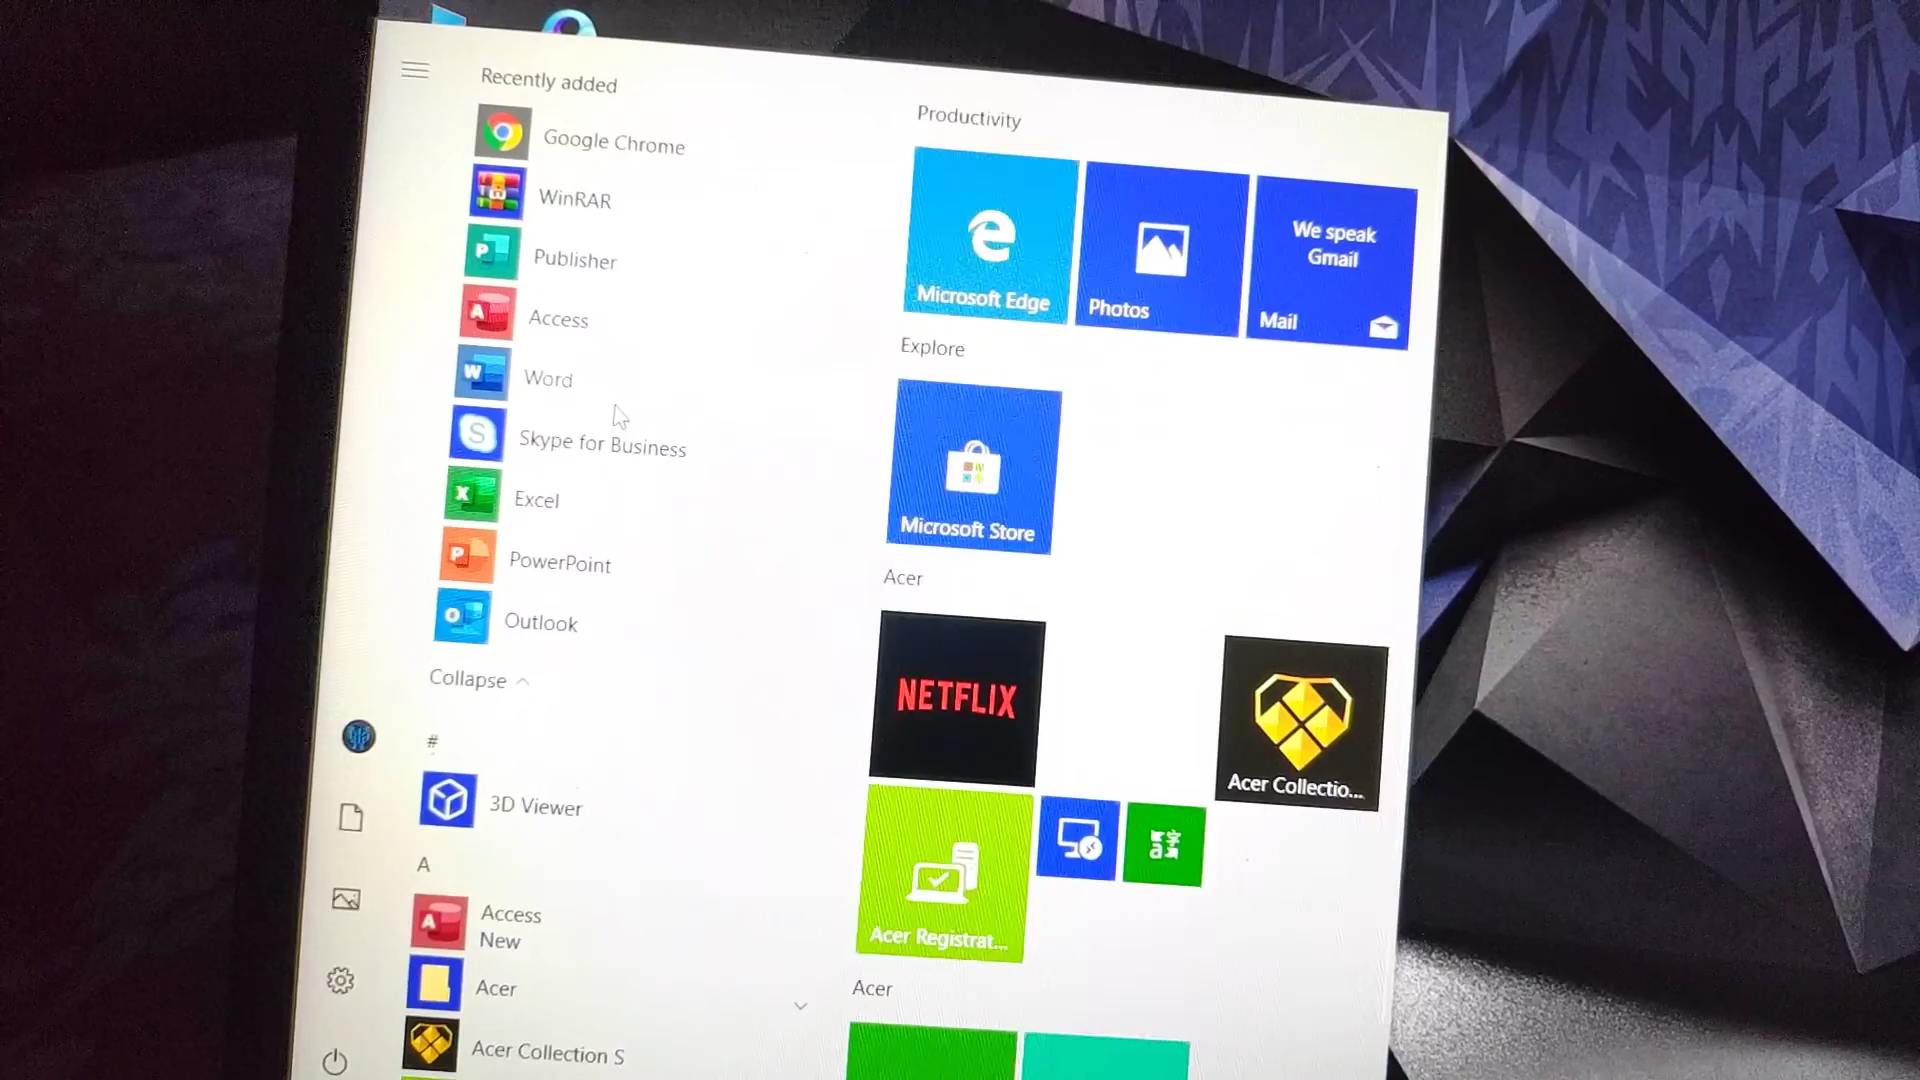 Recently added
Google Chrome
WinRAR
Publisher
Access
Word
Skype for Business
Excel
PowerPoint
Outlook
Collapse
#
3D Viewer
A
Access
New
Acer
Acer Collection S
Productivity
Microsoft Edge
Photos
We speak
Gmail
Mail
Explore
Microsoft Store
Acer
NETFLIX
Acer Collectio...
Acer Registrat...
Acer